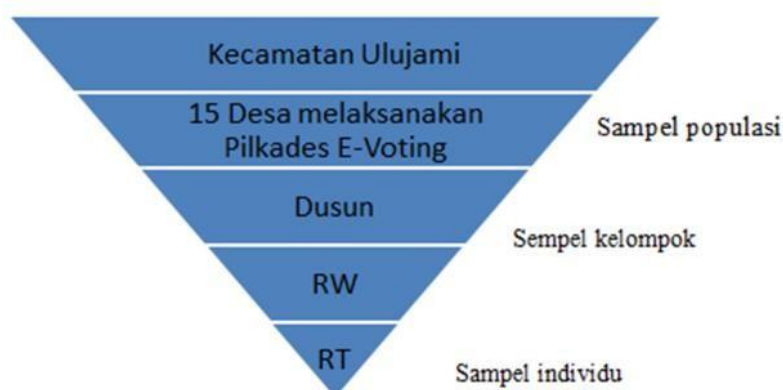 Kecamatan Ulujami
15 Desa melaksanakan
Pilkades E-Voting
Sampel populasi
Dusun
Sempel kelompok
RW
RT
Sampel individu